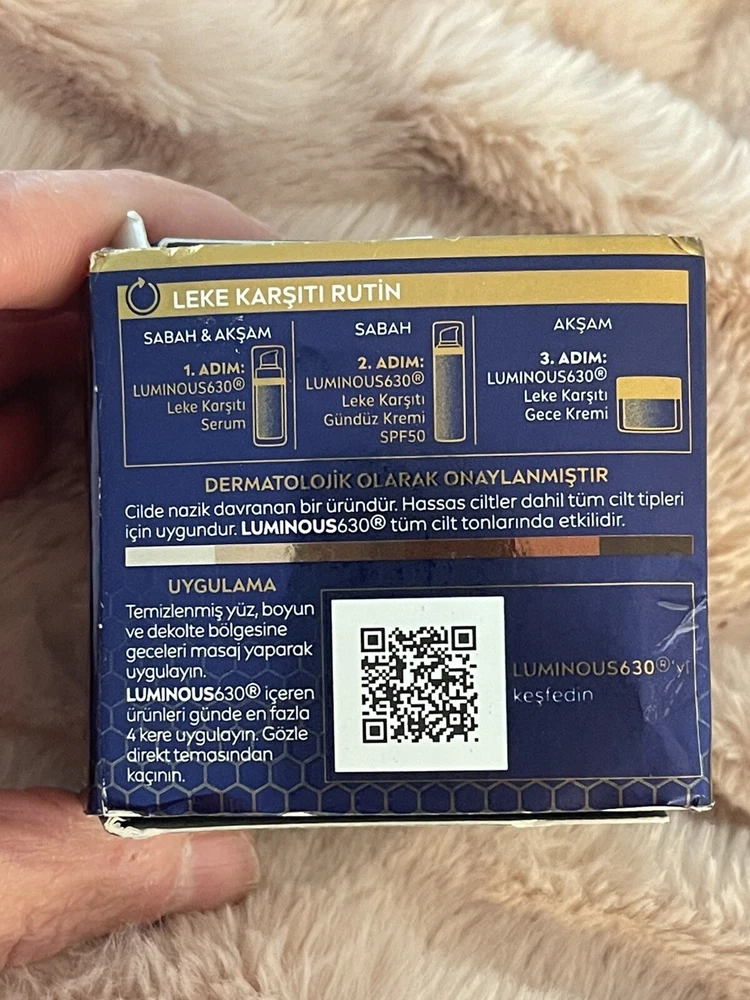 LEKE KARŞITI RUTİN
SABAH & AKŞAM
1. ADIM:
LUMINOUS630®
Leke Karşıtı
Serum
SABAH
2. ADIM:
LUMINOUS630®
Leke Karşıtı
Gündüz Kremi
SPF50
AKŞAM
3. ADIM:
LUMINOUS630®
Leke Karşıtı
Gece Kremi
DERMATOLOJİK OLARAK ONAYLANMIŞTIR
Cilde nazik davranan bir üründür. Hassas ciltler dahil tüm cilt tipleri
için uygundur. LUMINOUS630® tüm cilt tonlarında etkilidir.
UYGULAMA
Temizlenmiş yüz, boyun
ve dekolte bölgesine
geceleri masaj yaparak
uygulayın.
LUMINOUS630® içeren
ürünleri günde en fazla
4 kere uygulayın. Gözle
direkt temasından
kaçının.
LUMINOUS630®'yi
keşfedin